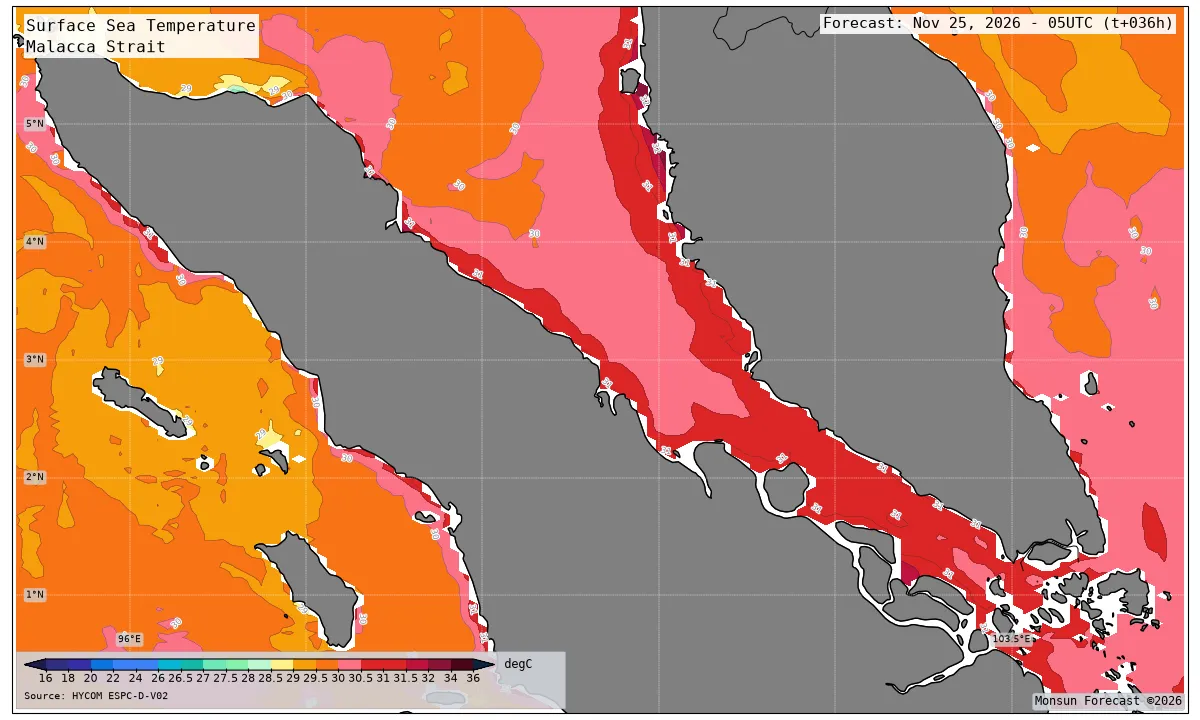 Surface Sea Temperature
Malacca Strait
Forecast: Nov 25, 2026 - 05UTC (t+036h)
5°N
4°N
3°N
2°N
1°N
96°E
103.5°E
degC
16 18 20 22 24 26 26.5 27 27.5 28 28.5 29 29.5 30 30.5 31 31.5 32 34 36
Source: HYCOM ESPC-D-V02
Monsun Forecast ©2026